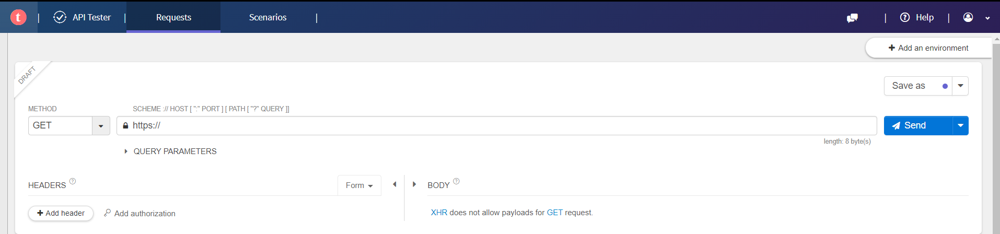 t | API Tester | Requests Scenarios | | Help |
Add an environment
DRAFT
Save as
METHOD SCHEME :// HOST [ ":" PORT ] [ PATH [ "?" QUERY ]]
GET https:// Send
length: 8 byte(s)
QUERY PARAMETERS
HEADERS ? Form BODY ?
Add header Add authorization XHR does not allow payloads for GET request.